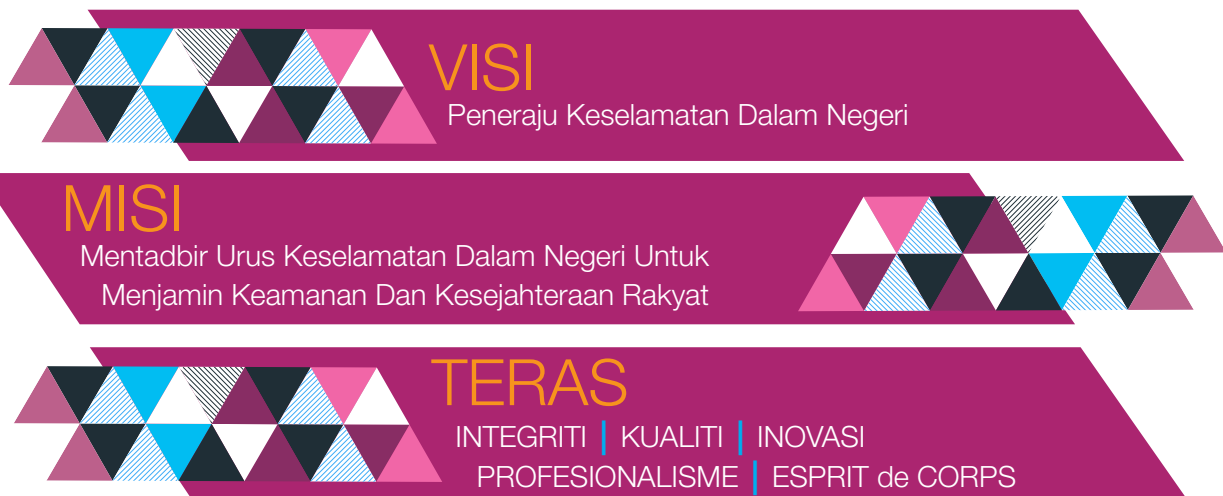 VISI
Peneraju Keselamatan Dalam Negeri
MISI
Mentadbir Urus Keselamatan Dalam Negeri Untuk
Menjamin Keamanan Dan Kesejahteraan Rakyat
TERAS
INTEGRITI | KUALITI | INOVASI
PROFESIONALISME | ESPRIT de CORPS